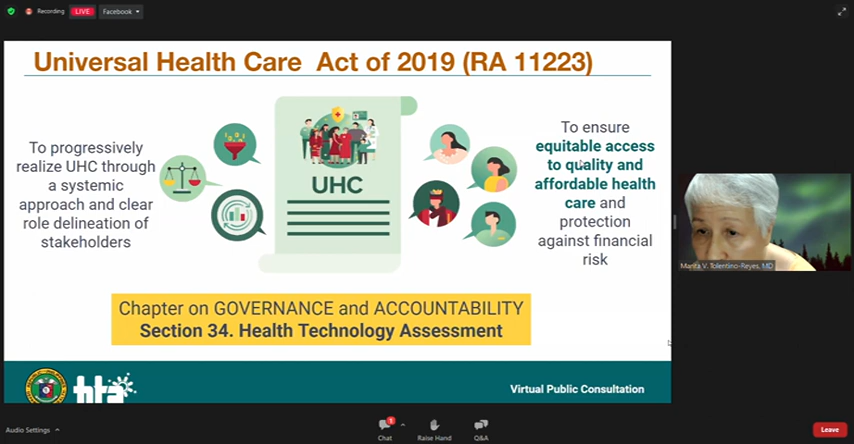 Recording
LIVE
Facebook
Universal Health Care Act of 2019 (RA 11223)
To progressively
realize UHC through
a systemic
approach and clear
role delineation of
stakeholders
UHC
To ensure
equitable access
to quality and
affordable health
care and
protection
against financial
risk
Chapter on GOVERNANCE and ACCOUNTABILITY
Section 34. Health Technology Assessment
Marita V. Tolentino-Reyes, MD
hta
Virtual Public Consultation
Audio Settings
Chat
Raise Hand
Q&A
Leave